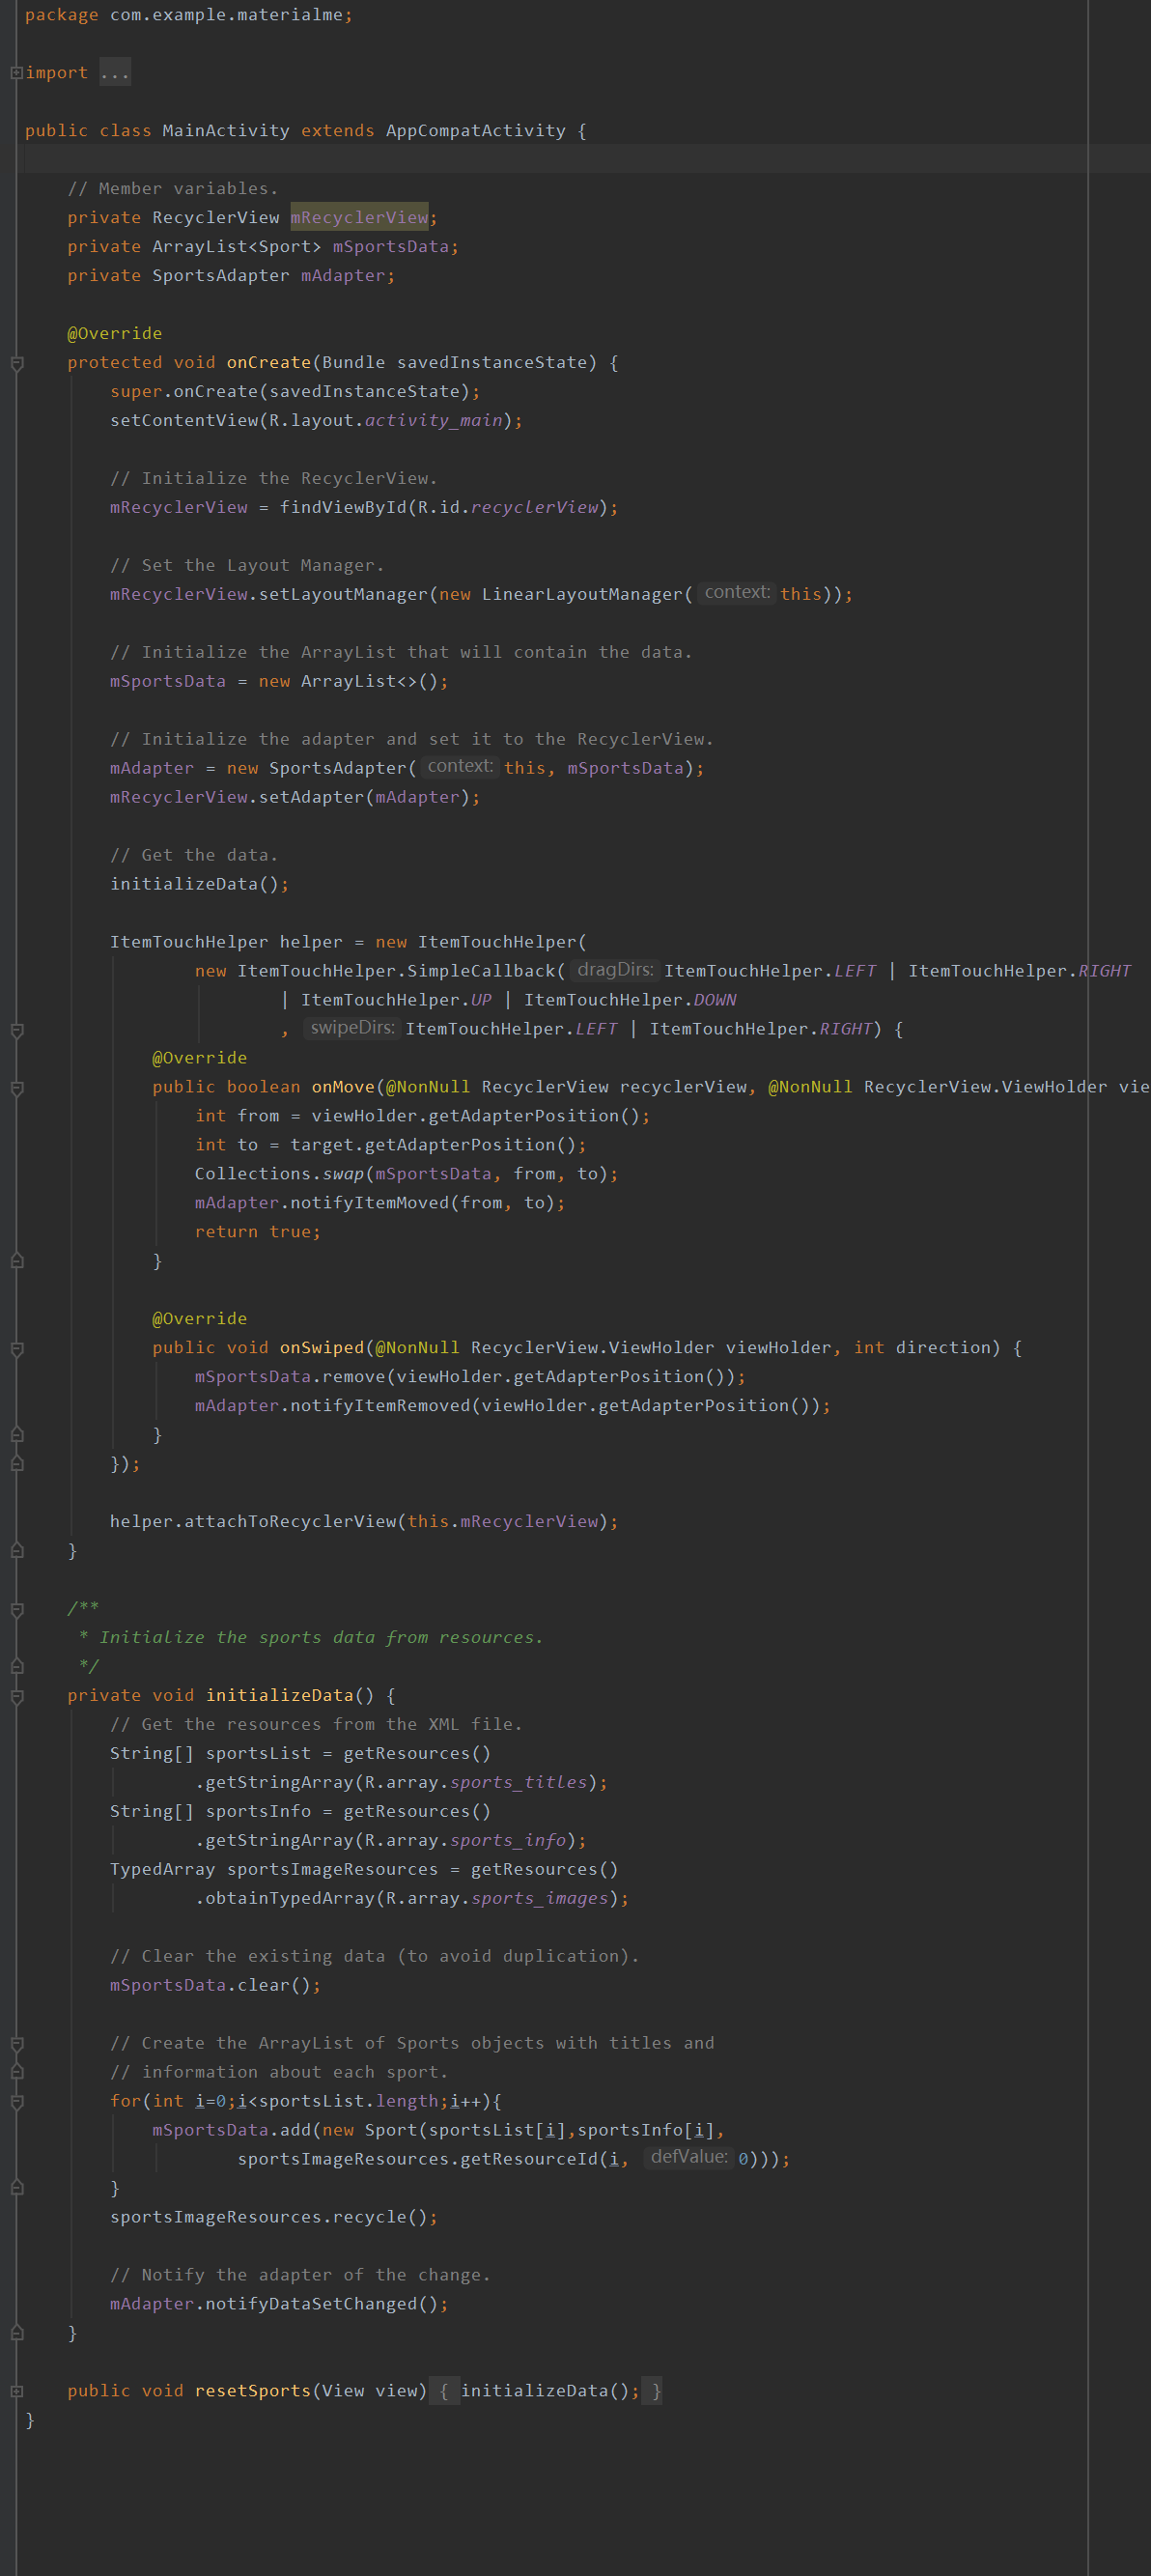 package com.example.materialme;
import ...
public class MainActivity extends AppCompatActivity {
// Member variables.
private RecyclerView mRecyclerView;
private ArrayList<Sport> mSportsData;
private SportsAdapter mAdapter;
@Override
protected void onCreate(Bundle savedInstanceState) {
super.onCreate(savedInstanceState);
setContentView(R.layout.activity_main);
// Initialize the RecyclerView.
mRecyclerView = findViewById(R.id.recyclerView);
// Set the Layout Manager.
mRecyclerView.setLayoutManager(new LinearLayoutManager( context: this));
// Initialize the ArrayList that will contain the data.
mSportsData = new ArrayList<>();
// Initialize the adapter and set it to the RecyclerView.
mAdapter = new SportsAdapter( context: this, mSportsData);
mRecyclerView.setAdapter(mAdapter);
// Get the data.
initializeData();
ItemTouchHelper helper = new ItemTouchHelper(
new ItemTouchHelper.SimpleCallback( dragDirs: ItemTouchHelper.LEFT | ItemTouchHelper.RIGHT
| ItemTouchHelper.UP | ItemTouchHelper.DOWN
, swipeDirs: ItemTouchHelper.LEFT | ItemTouchHelper.RIGHT) {
@Override
public boolean onMove(@NonNull RecyclerView recyclerView, @NonNull RecyclerView.ViewHolder vie
int from = viewHolder.getAdapterPosition();
int to = target.getAdapterPosition();
Collections.swap(mSportsData, from, to);
mAdapter.notifyItemMoved(from, to);
return true;
}
@Override
public void onSwiped(@NonNull RecyclerView.ViewHolder viewHolder, int direction) {
mSportsData.remove(viewHolder.getAdapterPosition());
mAdapter.notifyItemRemoved(viewHolder.getAdapterPosition());
}
});
helper.attachToRecyclerView(this.mRecyclerView);
}
/**
* Initialize the sports data from resources.
*/
private void initializeData() {
// Get the resources from the XML file.
String[] sportsList = getResources()
.getStringArray(R.array.sports_titles);
String[] sportsInfo = getResources()
.getStringArray(R.array.sports_info);
TypedArray sportsImageResources = getResources()
.obtainTypedArray(R.array.sports_images);
// Clear the existing data (to avoid duplication).
mSportsData.clear();
// Create the ArrayList of Sports objects with titles and
// information about each sport.
for(int i=0;i<sportsList.length;i++){
mSportsData.add(new Sport(sportsList[i],sportsInfo[i],
sportsImageResources.getResourceId(i, defValue: 0)));
}
sportsImageResources.recycle();
// Notify the adapter of the change.
mAdapter.notifyDataSetChanged();
}
public void resetSports(View view) { initializeData(); }
}